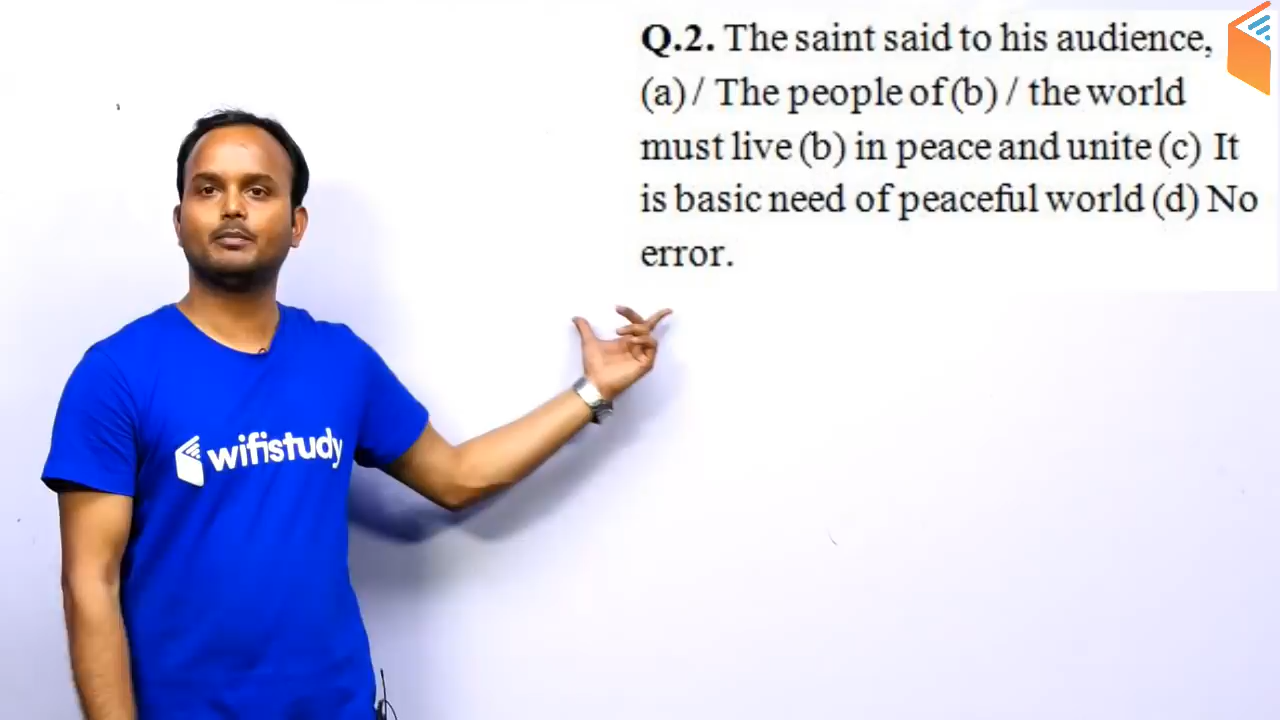 Q.2. The saint said to his audience,
(a) / The people of (b) / the world
must live (b) in peace and unite (c) It
is basic need of peaceful world (d) No
error.
wifistudy